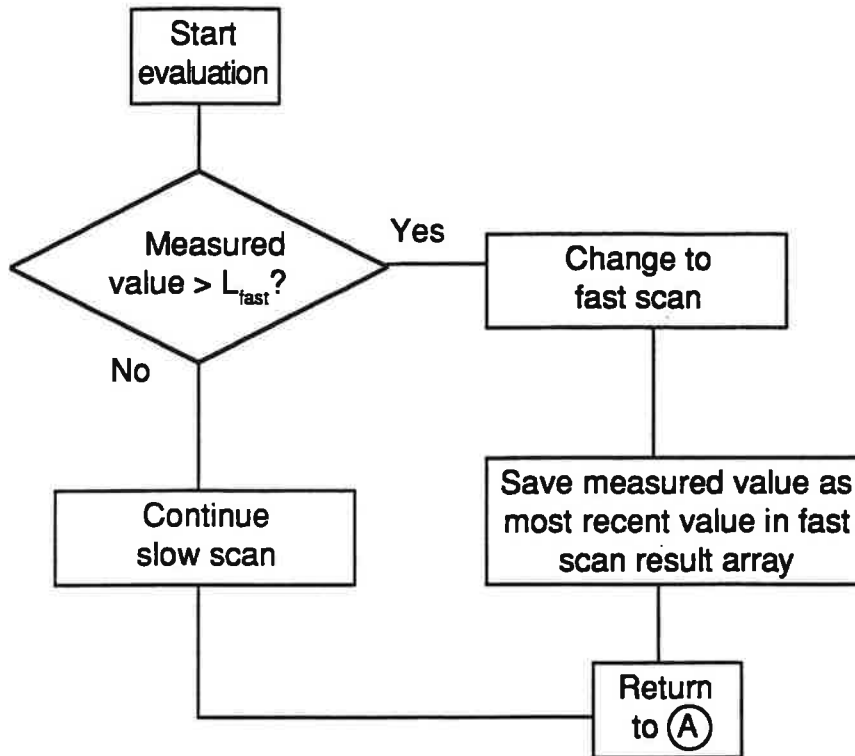 Start
evaluation
Measured
value > L_fast?
Yes
Change to
fast scan
No
Continue
slow scan
Save measured value as
most recent value in fast
scan result array
Return
to A